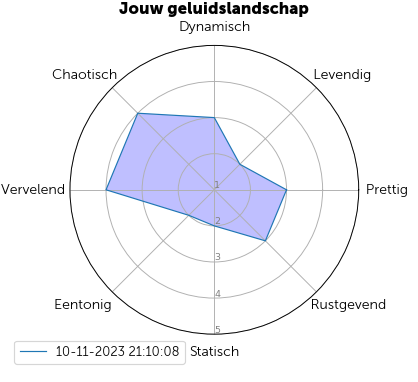 Jouw geluidslandschap
Dynamisch
Chaotisch
Levendig
Vervelend
1
Prettig
2
3
4
Eentonig
Rustgevend
5
10-11-2023 21:10:08
Statisch